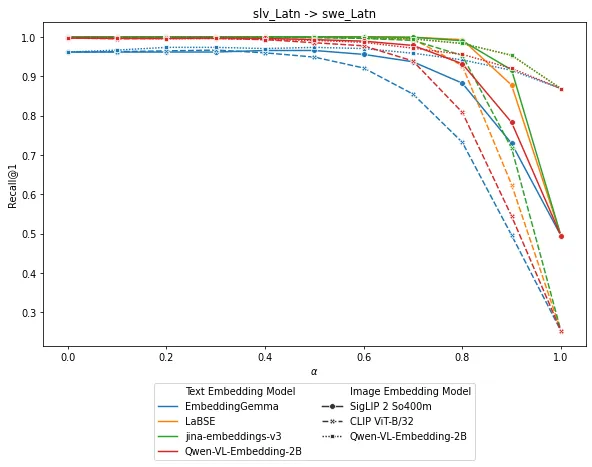 slv_Latn -> swe_Latn
Recall@1
1.0
0.9
0.8
0.7
0.6
0.5
0.4
0.3
0.0 0.2 0.4 0.6 0.8 1.0
α
Text Embedding Model Image Embedding Model
EmbeddingGemma SigLIP 2 So400m
LaBSE CLIP ViT-B/32
jina-embeddings-v3 Qwen-VL-Embedding-2B
Qwen-VL-Embedding-2B